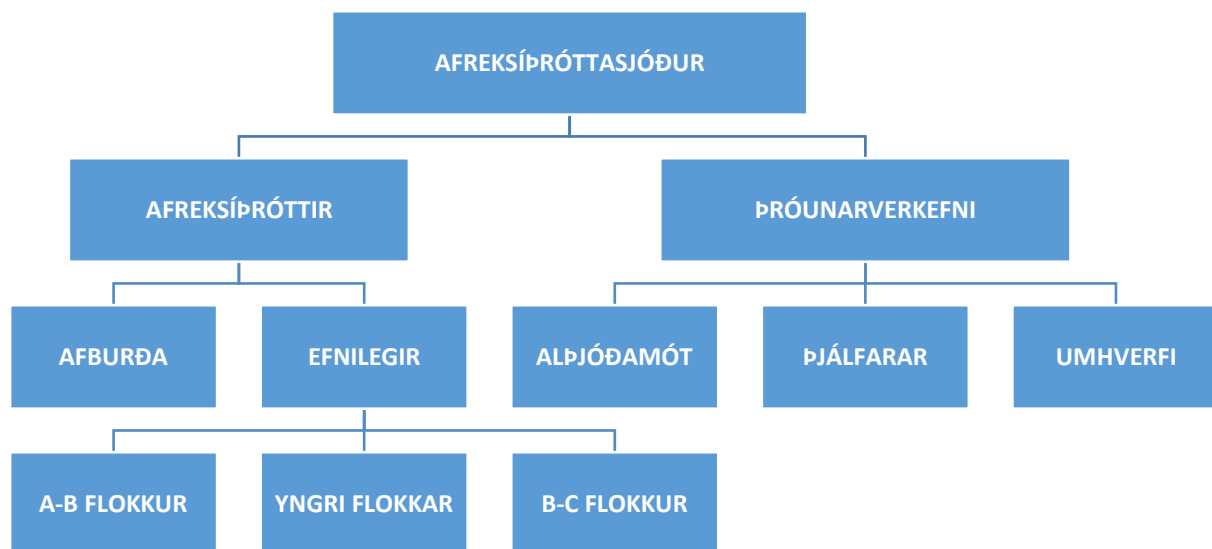 AFREKSÍÞRÓTTASJÓÐUR
AFREKSÍÞRÓTTIR
ÞRÓUNARVERKEFNI
AFBURÐA
EFNILEGIR
ALÞJÓÐAMÓT
ÞJÁLFARAR
UMHVERFI
A-B FLOKKUR
YNGRI FLOKKAR
B-C FLOKKUR